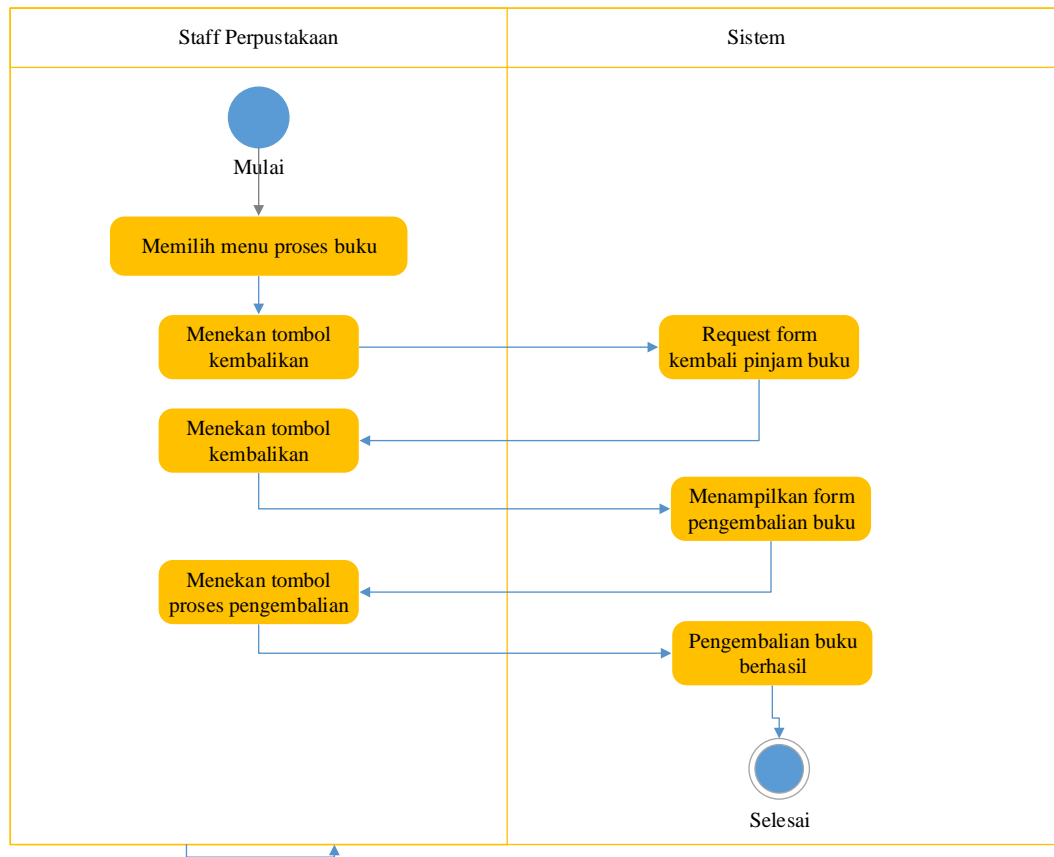 Staff Perpustakaan
Sistem
Mulai
Memilih menu proses buku
Menekan tombol
kembalikan
Request form
kembali pinjam buku
Menekan tombol
kembalikan
Menampilkan form
pengembalian buku
Menekan tombol
proses pengembalian
Pengembalian buku
berhasil
Selesai